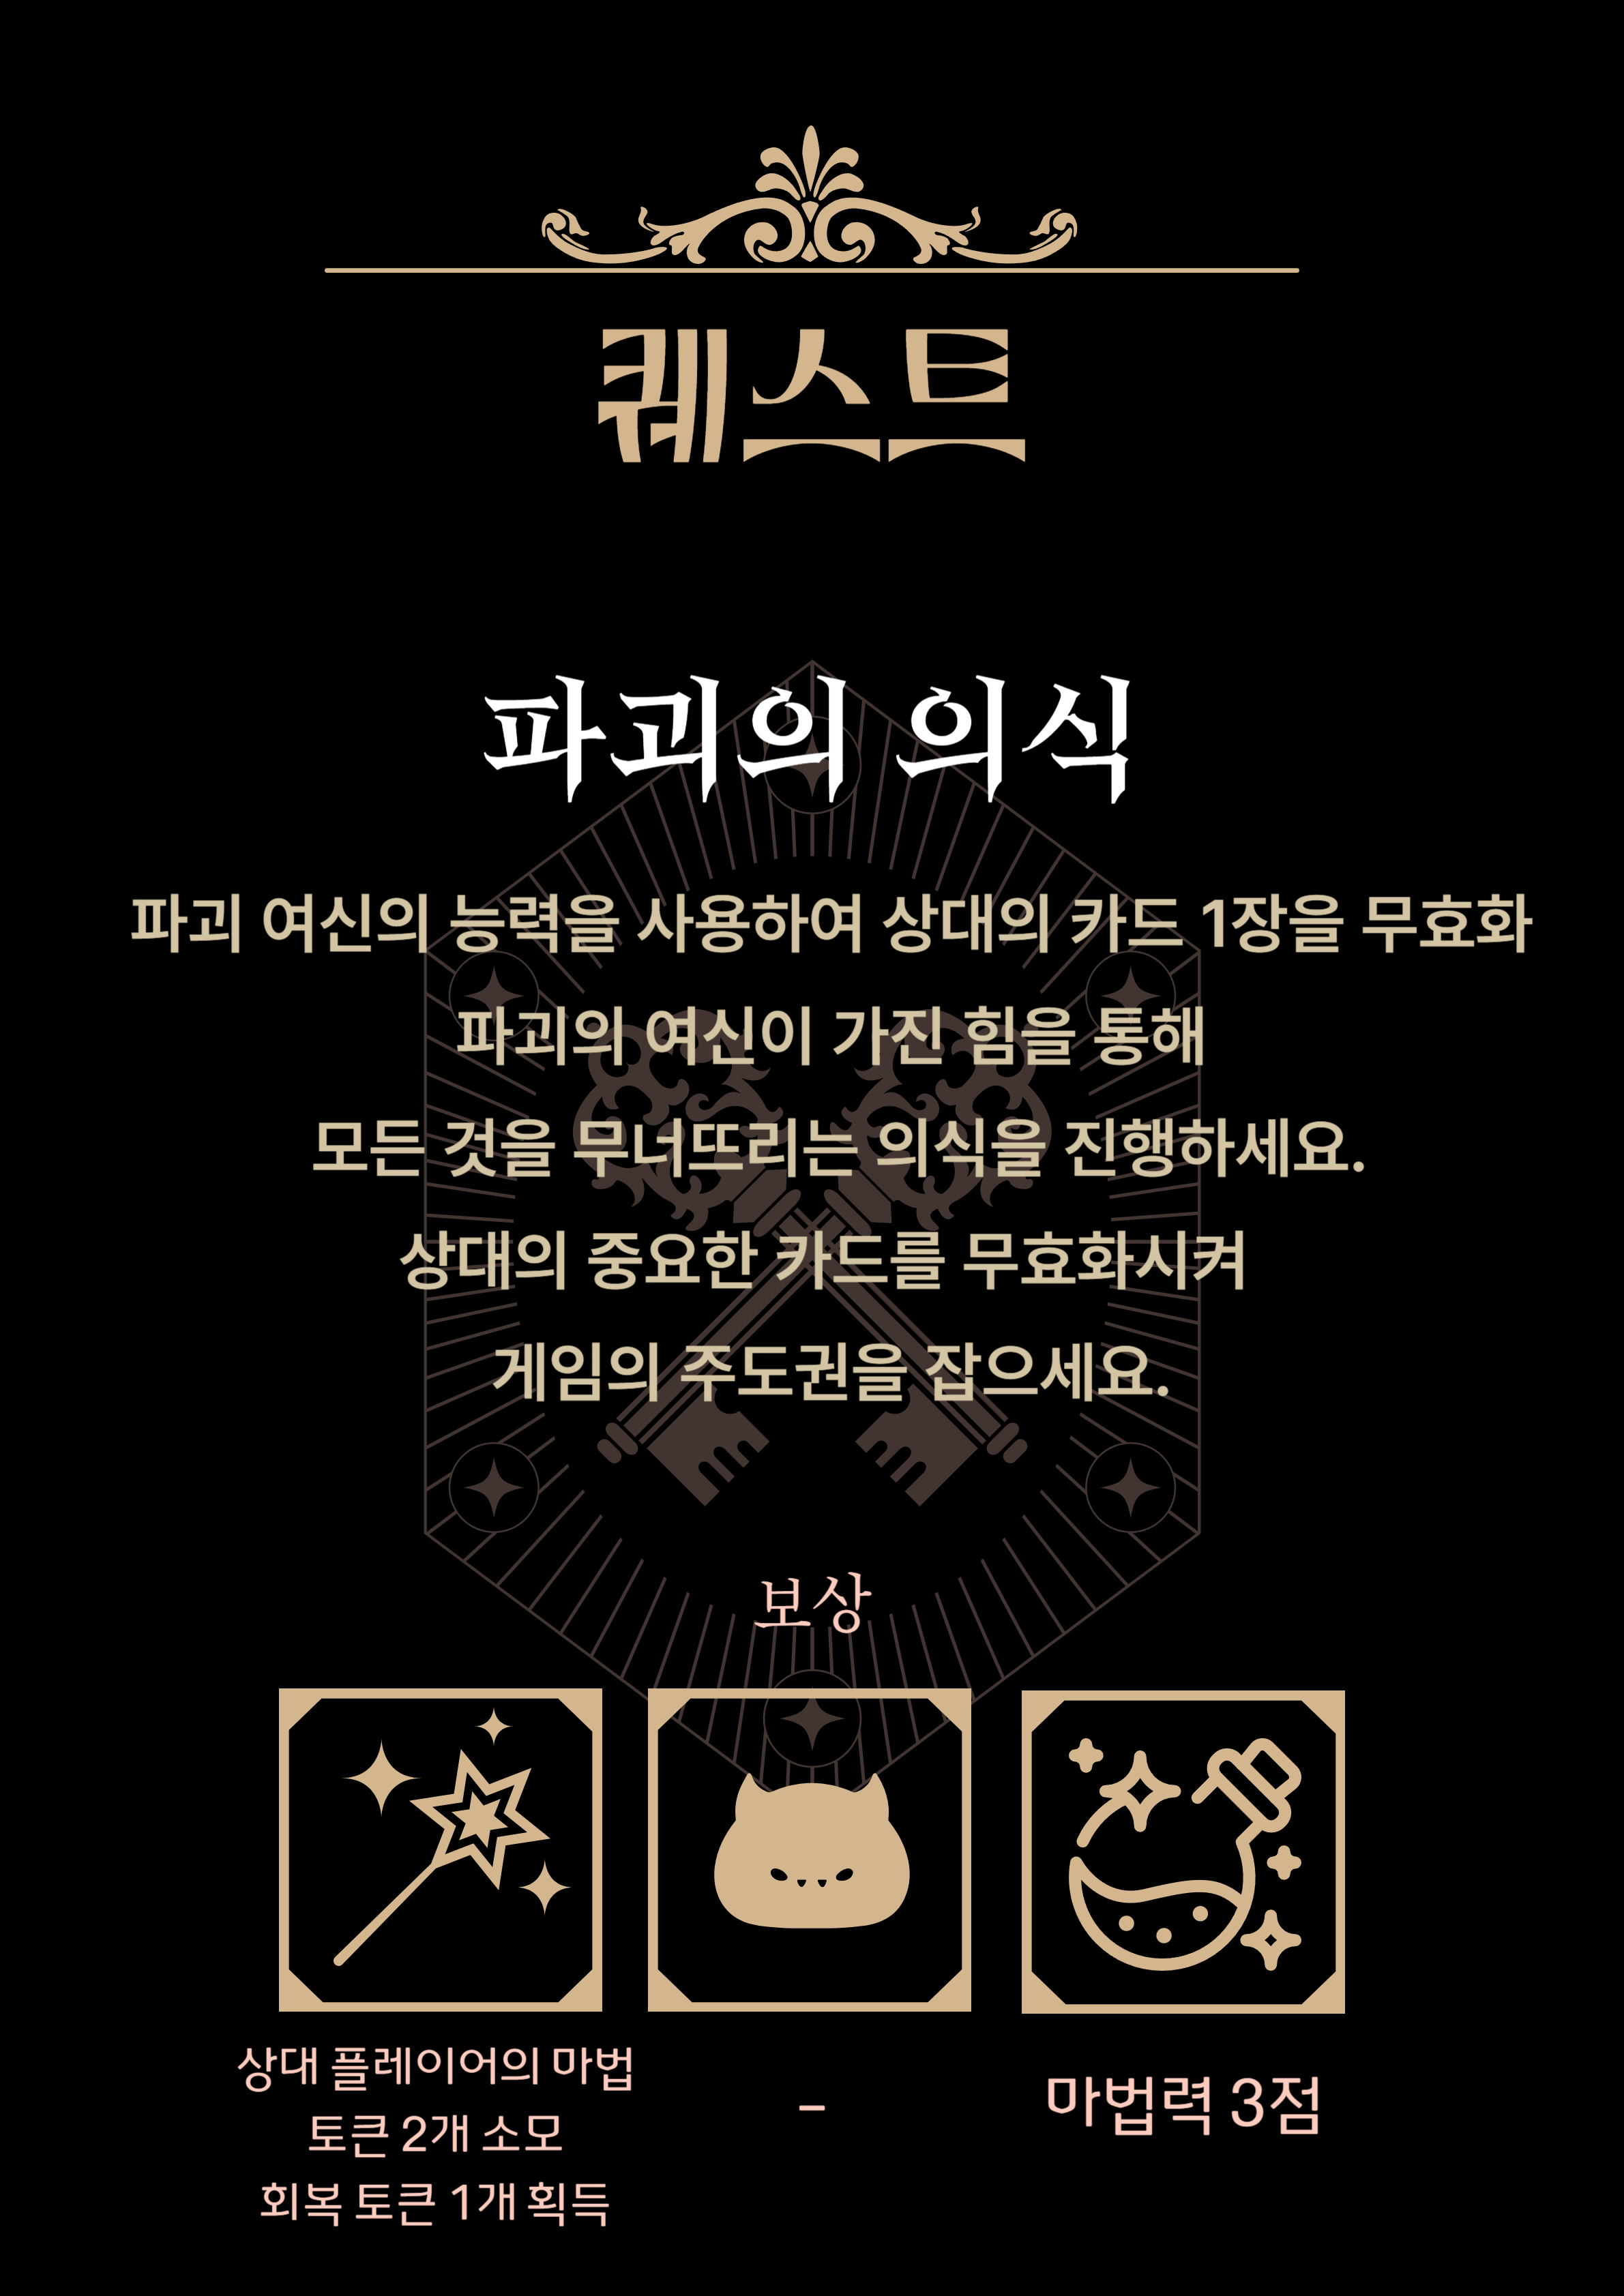 퀘스트
파괴의 의식
파괴 여신의 능력을 사용하여 상대의 카드 1장을 무효화
파괴의 여신이 가진 힘을 통해
모든 것을 무너뜨리는 의식을 진행하세요.
상대의 중요한 카드를 무효화시켜
게임의 주도권을 잡으세요.
보상
상대 플레이어의 마법
토큰 2개 소모
회복 토큰 1개 획득
-
마법력 3점